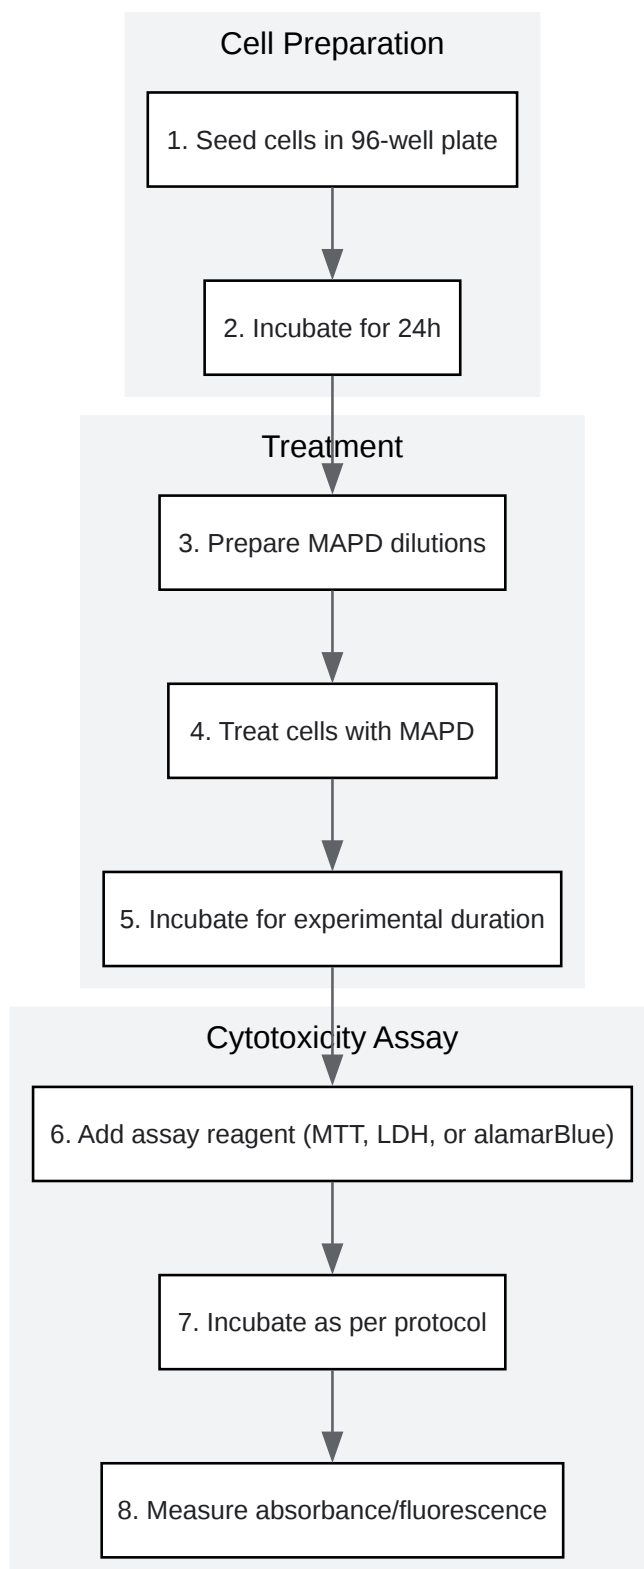 Cell Preparation
1. Seed cells in 96-well plate
2. Incubate for 24h
Treatment
3. Prepare MAPD dilutions
4. Treat cells with MAPD
5. Incubate for experimental duration
Cytotoxicity Assay
6. Add assay reagent (MTT, LDH, or alamarBlue)
7. Incubate as per protocol
8. Measure absorbance/fluorescence